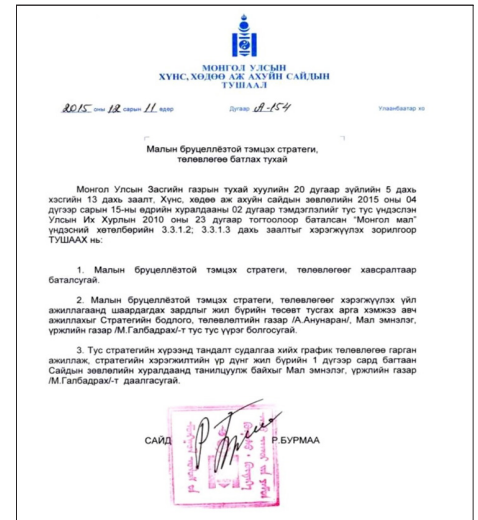 МОНГОЛ УЛСЫН
ХҮНС, ХӨДӨӨ АЖ АХУЙН САЙДЫН
ТУШААЛ
2015 оны 12 сарын 11 өдөр Дугаар А-154 Улаанбаатар хо
Малын бруцеллёзтой тэмцэх стратеги,
төлөвлөгөө батлах тухай
Монгол Улсын Засгийн газрын тухай хуулийн 20 дугаар зүйлийн 5 дахь
хэсгийн 13 дахь заалт, Хүнс, хөдөө аж ахуйн сайдын зөвлөлийн 2015 оны 04
дүгээр сарын 15-ны өдрийн хуралдааны 02 дугаар тэмдэглэлийг тус тус үндэслэн
Улсын Их Хурлын 2010 оны 23 дугаар тогтоолоор баталсан “Монгол мал”
үндэсний хөтөлбөрийн 3.3.1.2; 3.3.1.3 дахь заалтыг хэрэгжүүлэх зорилгоор
ТУШААХ нь:
1. Малын бруцеллёзтой тэмцэх стратеги, төлөвлөгөөг хавсралтаар
баталсугай.
2. Малын бруцеллёзтой тэмцэх стратеги, төлөвлөгөөг хэрэгжүүлэх үйл
ажиллагаанд шаардагдах зардлыг жил бүрийн төсөвт тусгах арга хэмжээ авч
ажиллахыг Стратегийн бодлого, төлөвлөлтийн газар /А.Анунаран/, Мал эмнэлэг,
үржлийн газар /М.Галбадрах/-т тус тус үүрэг болгосугай.
3. Тус стратегийн хүрээнд тандалт судалгаа хийх график төлөвлөгөө гарган
ажиллаж, стратегийн хэрэгжилтийн үр дүнг жил бүрийн 1 дүгээр сард багтаан
Сайдын зөвлөлийн хуралдаанд танилцуулж байхыг Мал эмнэлэг, үржлийн газар
/М.Галбадрах/-т даалгасугай.
САЙД Р.БУРМАА